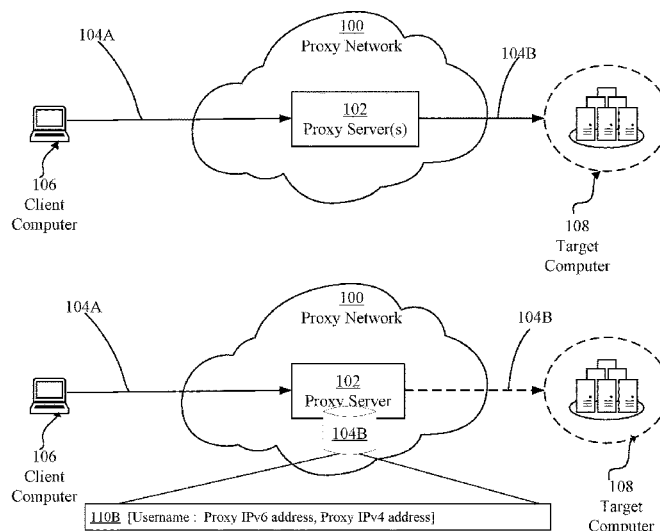 100
Proxy Network
104A
104B
102
Proxy Server(s)
106
Client
Computer
108
Target
Computer
100
Proxy Network
104A
104B
102
Proxy Server
104B
106
Client
Computer
108
Target
Computer
110B [Username : Proxy IPv6 address, Proxy IPv4 address]